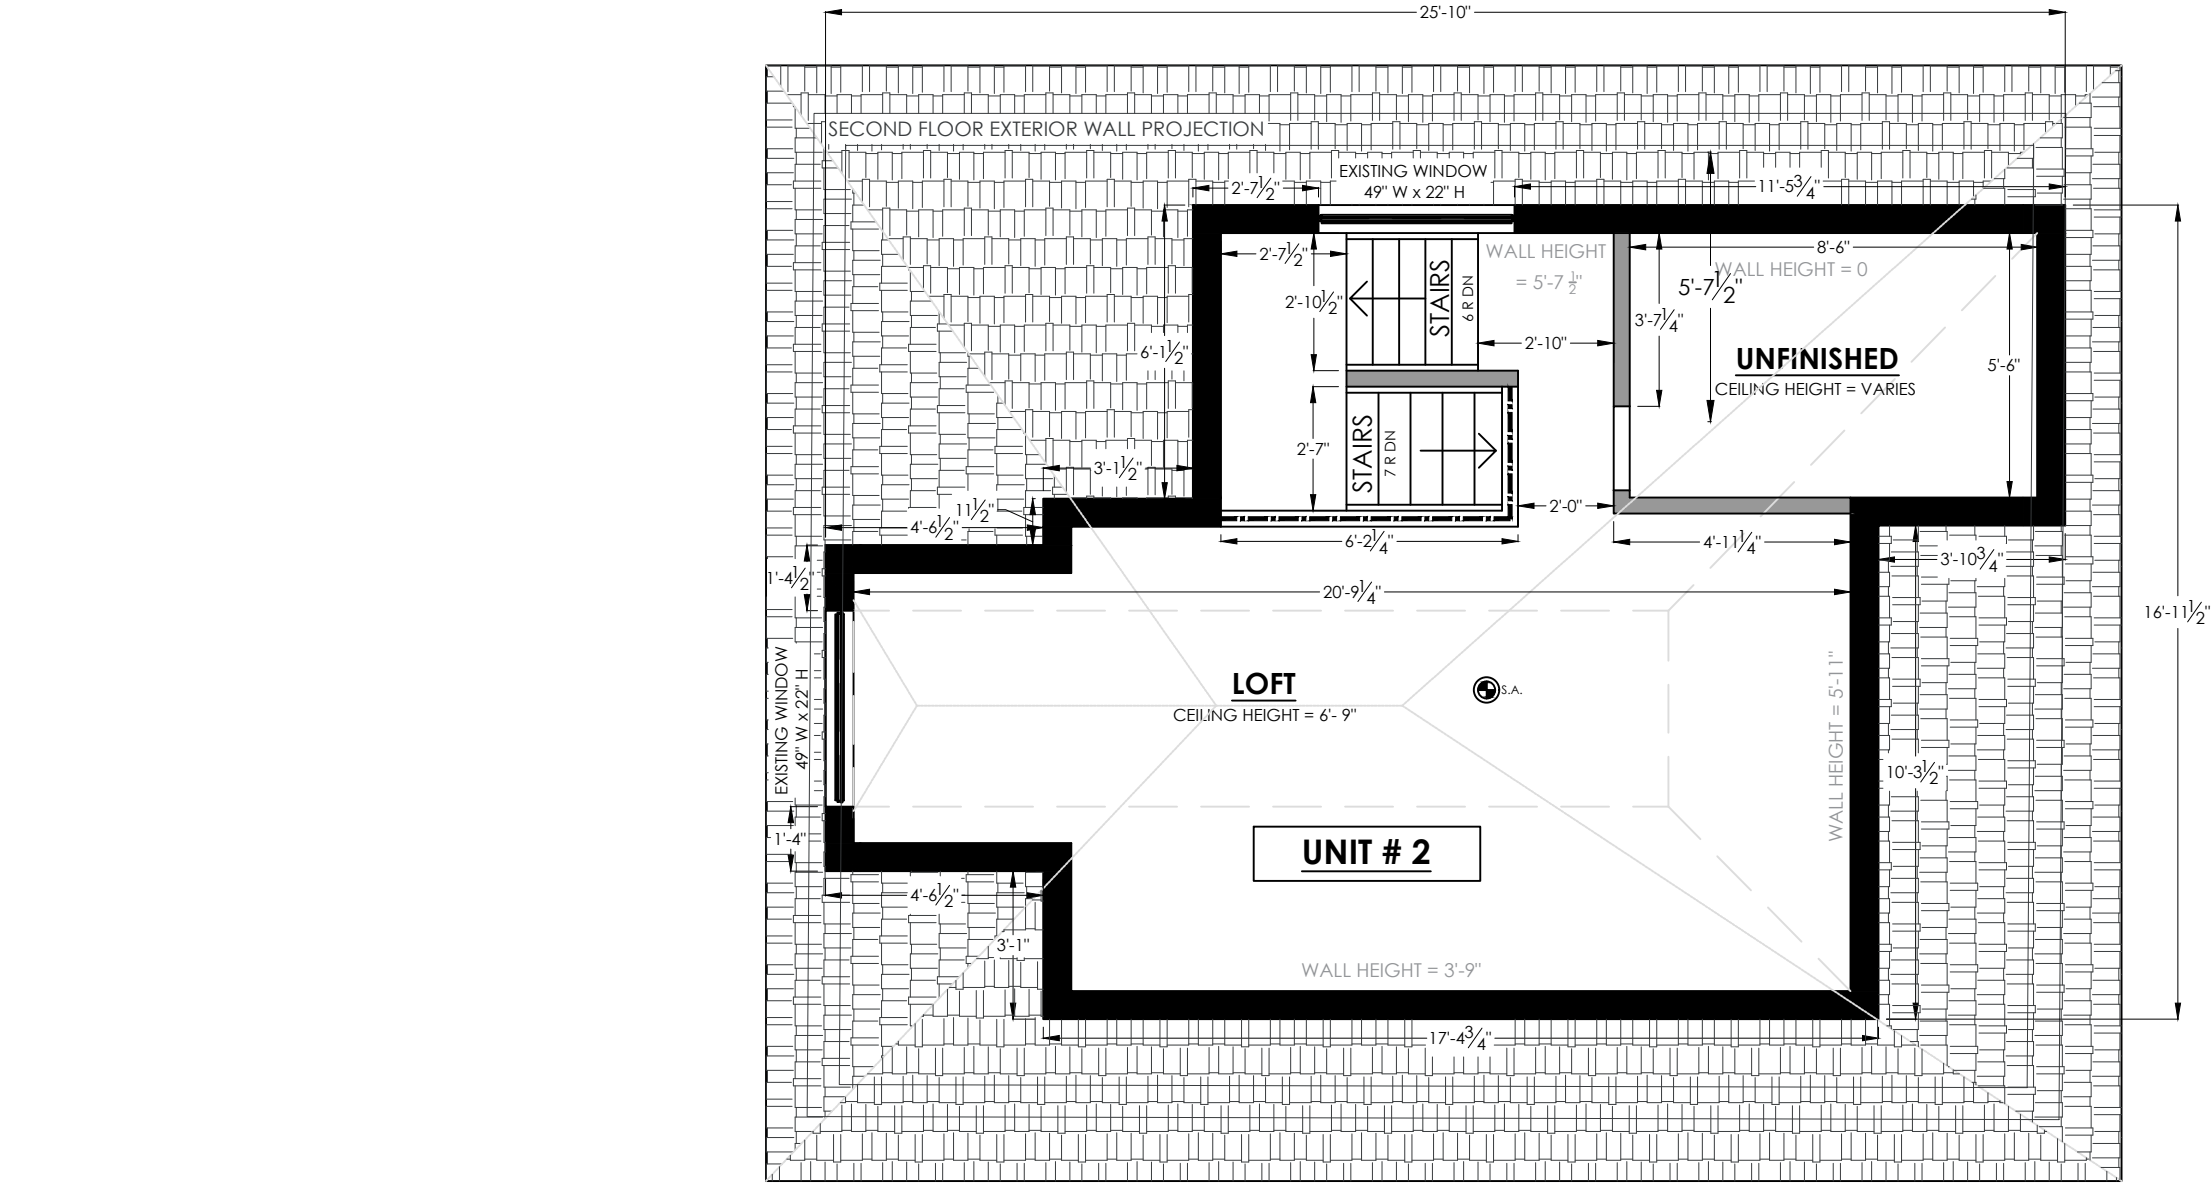 25'-10"
SECOND FLOOR EXTERIOR WALL PROJECTION
EXISTING WINDOW
49" W x 22" H
2'-7½"
11'-5¾"
2'-7½"
WALL HEIGHT
= 5'-7 ½"
8'-6"
WALL HEIGHT = 0
5'-7½"
2'-10½"
STAIRS
6 R DN
3'-7¼"
2'-10"
6'-1½"
UNFINISHED
CEILING HEIGHT = VARIES
5'-6"
2'-7"
STAIRS
7 R DN
3'-1½"
11½"
4'-6½"
2'-0"
6'-2¼"
4'-11¼"
3'-10¾"
1'-4½"
20'-9¼"
16'-11½"
EXISTING WINDOW
49" W x 22" H
LOFT
CEILING HEIGHT = 6'- 9"
S.A.
WALL HEIGHT = 5'-11"
10'-3½"
1'-4"
UNIT # 2
4'-6½"
3'-1"
WALL HEIGHT = 3'-9"
17'-4¾"